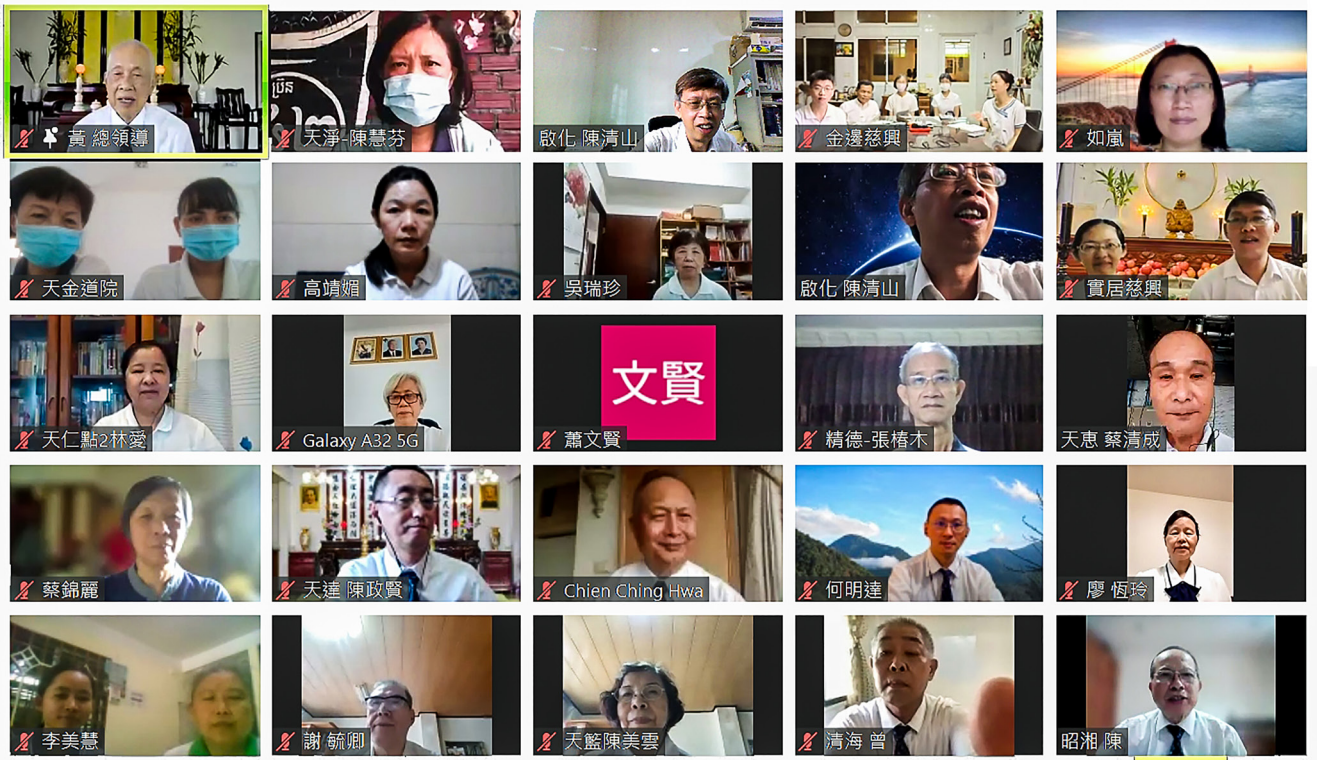 黃 總領導
天淨-陳慧芬
啟化 陳清山
金邊慈興
如嵐
天金道院
高靖媚
吳瑞珍
啟化 陳清山
實居慈興
天仁點2林愛
Galaxy A32 5G
文賢
蕭文賢
精德-張椿木
天惠 蔡清成
蔡錦麗
天達 陳政賢
Chien Ching Hwa
何明達
廖 恆玲
李美慧
謝 毓卿
天籃陳美雲
清海 曾
昭湘 陳